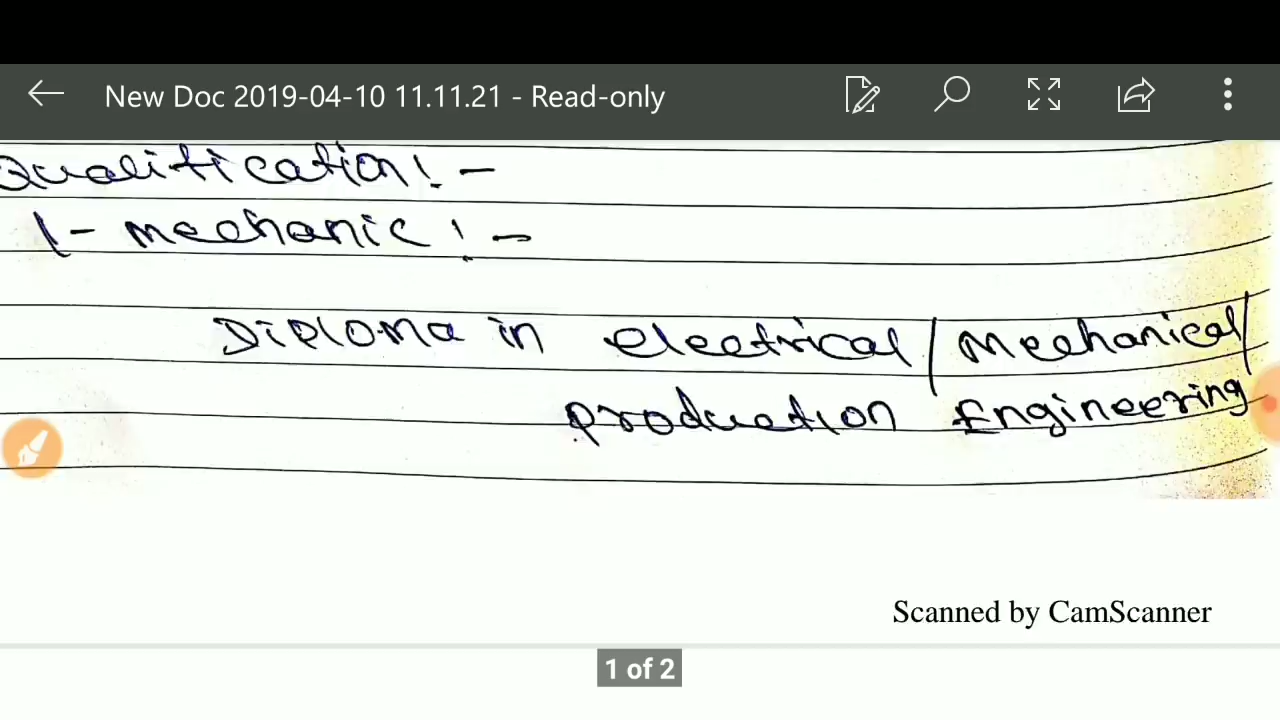 New Doc 2019-04-10 11.11.21 - Read-only
Qualification:-
1- mechanic:-
Diploma in electrical/Mechanical/
production Engineering
Scanned by CamScanner
1 of 2